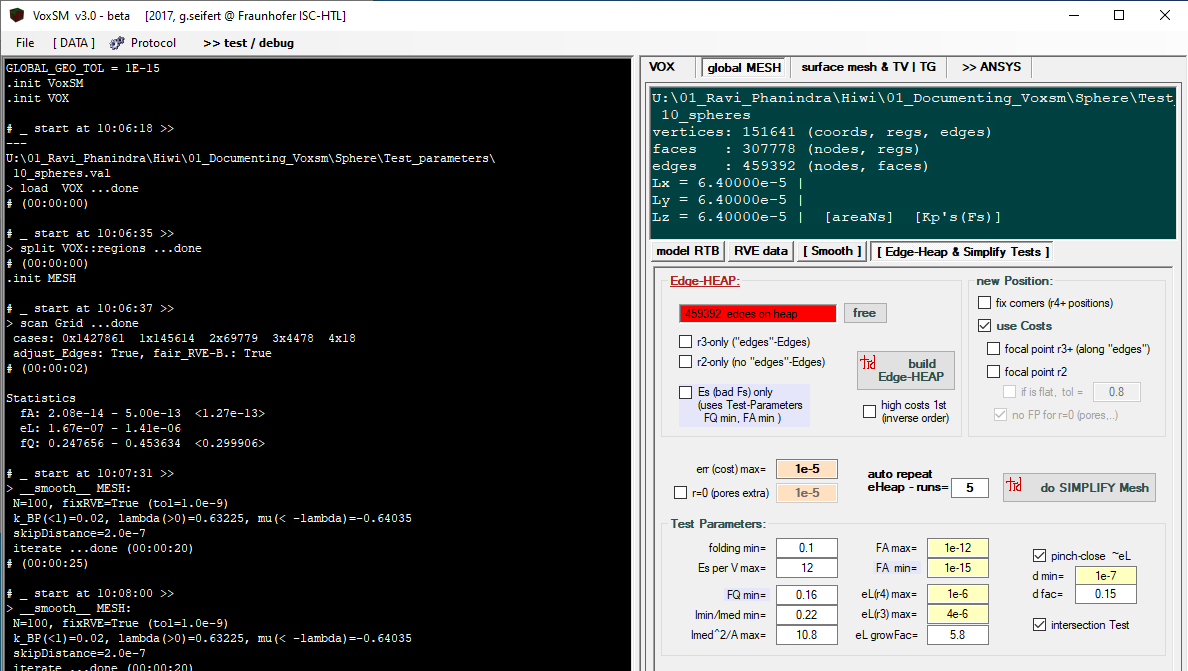 VoxSM v3.0 - beta [2017, g.seifert @ Fraunhofer ISC-HTL]
File [ DATA ] Protocol >> test / debug
GLOBAL_GEO_TOL = 1E-15
.init VoxSM
.init VOX
# _ start at 10:06:18 >>
---
U:\01_Ravi_Phanindra\Hiwi\01_Documenting_Voxsm\Sphere\Test_parameters\
10_spheres.val
> load VOX ...done
# (00:00:00)
# _ start at 10:06:35 >>
> split VOX::regions ...done
# (00:00:00)
.init MESH
# _ start at 10:06:37 >>
> scan Grid ...done
cases: 0x1427861 1x145614 2x69779 3x4478 4x18
adjust_Edges: True, fair_RVE-B.: True
# (00:00:02)
Statistics
fA: 2.08e-14 - 5.00e-13 <1.27e-13>
eL: 1.67e-07 - 1.41e-06
fQ: 0.247656 - 0.453634 <0.299906>
# _ start at 10:07:31 >>
> __smooth__ MESH:
N=100, fixRVE=True (tol=1.0e-9)
k_BP(<1)=0.02, lambda(>0)=0.63225, mu(< -lambda)=-0.64035
skipDistance=2.0e-7
iterate ...done (00:00:20)
# (00:00:25)
# _ start at 10:08:00 >>
> __smooth__ MESH:
N=100, fixRVE=True (tol=1.0e-9)
k_BP(<1)=0.02, lambda(>0)=0.63225, mu(< -lambda)=-0.64035
skipDistance=2.0e-7
iterate ...done (00:00:20)
VOX global MESH surface mesh & TV | TG >> ANSYS
U:\01_Ravi_Phanindra\Hiwi\01_Documenting_Voxsm\Sphere\Test_
10_spheres
vertices: 151641 (coords, regs, edges)
faces : 307778 (nodes, regs)
edges : 459392 (nodes, faces)
Lx = 6.40000e-5 |
Ly = 6.40000e-5 |
Lz = 6.40000e-5 | [areaNs] [Kp's(Fs)]
model RTB RVE data [ Smooth ] [ Edge-Heap & Simplify Tests ]
Edge-HEAP:
459392 edges on heap free
r3-only ("edges"-Edges)
r2-only (no "edges"-Edges)
build
Edge-HEAP
Es (bad Fs) only
(uses Test-Parameters
FQ min, FA min )
high costs 1st
(inverse order)
new Position:
fix corners (r4+ positions)
use Costs
focal point r3+ (along "edges")
focal point r2
if is flat, tol = 0.8
no FP for r=0 (pores,..)
err (cost) max= 1e-5
r=0 (pores extra) 1e-5
auto repeat
eHeap - runs= 5
do SIMPLIFY Mesh
Test Parameters:
folding min= 0.1
Es per V max= 12
FQ min= 0.16
lmin/lmed min= 0.22
lmed^2/A max= 10.8
FA max= 1e-12
FA min= 1e-15
eL(r4) max= 1e-6
eL(r3) max= 4e-6
eL growFac= 5.8
pinch-close ~eL
d min= 1e-7
d fac= 0.15
intersection Test